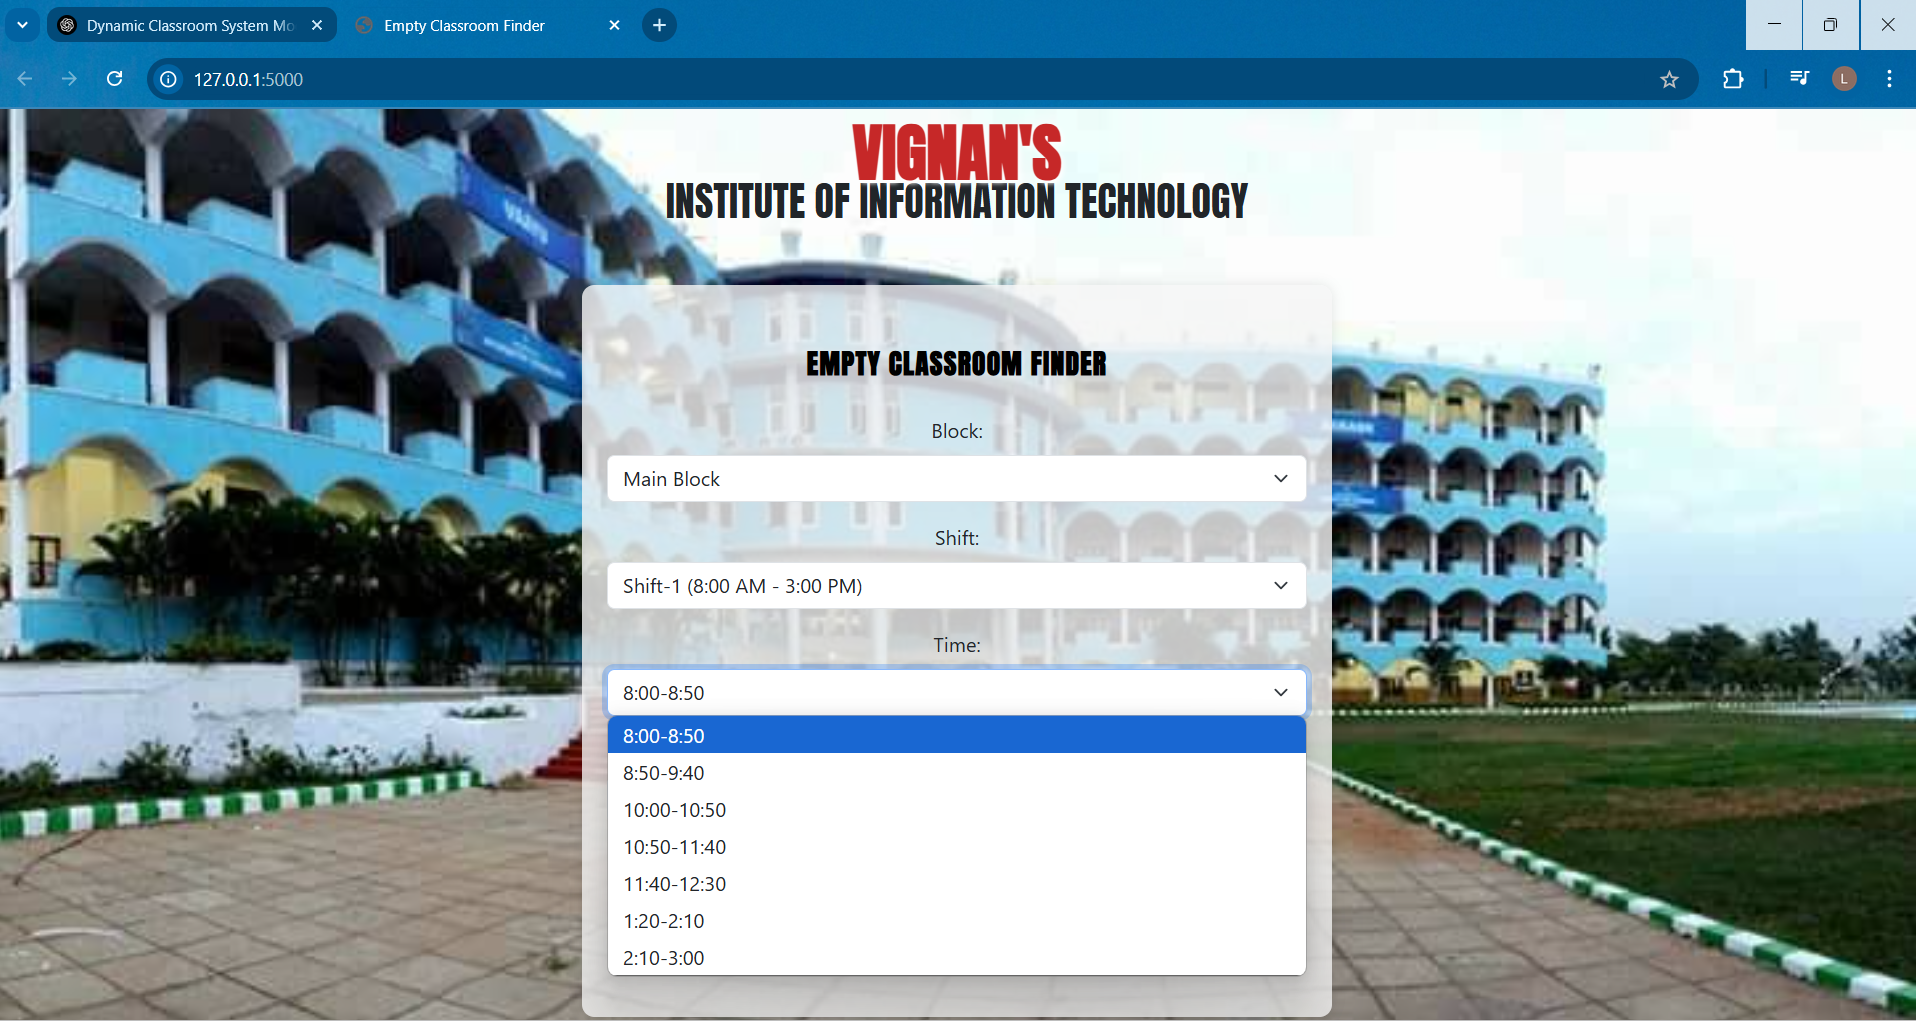 Dynamic Classroom System Mo
Empty Classroom Finder
127.0.0.1:5000
L
VIGNAN'S
INSTITUTE OF INFORMATION TECHNOLOGY
EMPTY CLASSROOM FINDER
Block:
Main Block
Shift:
Shift-1 (8:00 AM - 3:00 PM)
Time:
8:00-8:50
8:00-8:50
8:50-9:40
10:00-10:50
10:50-11:40
11:40-12:30
1:20-2:10
2:10-3:00